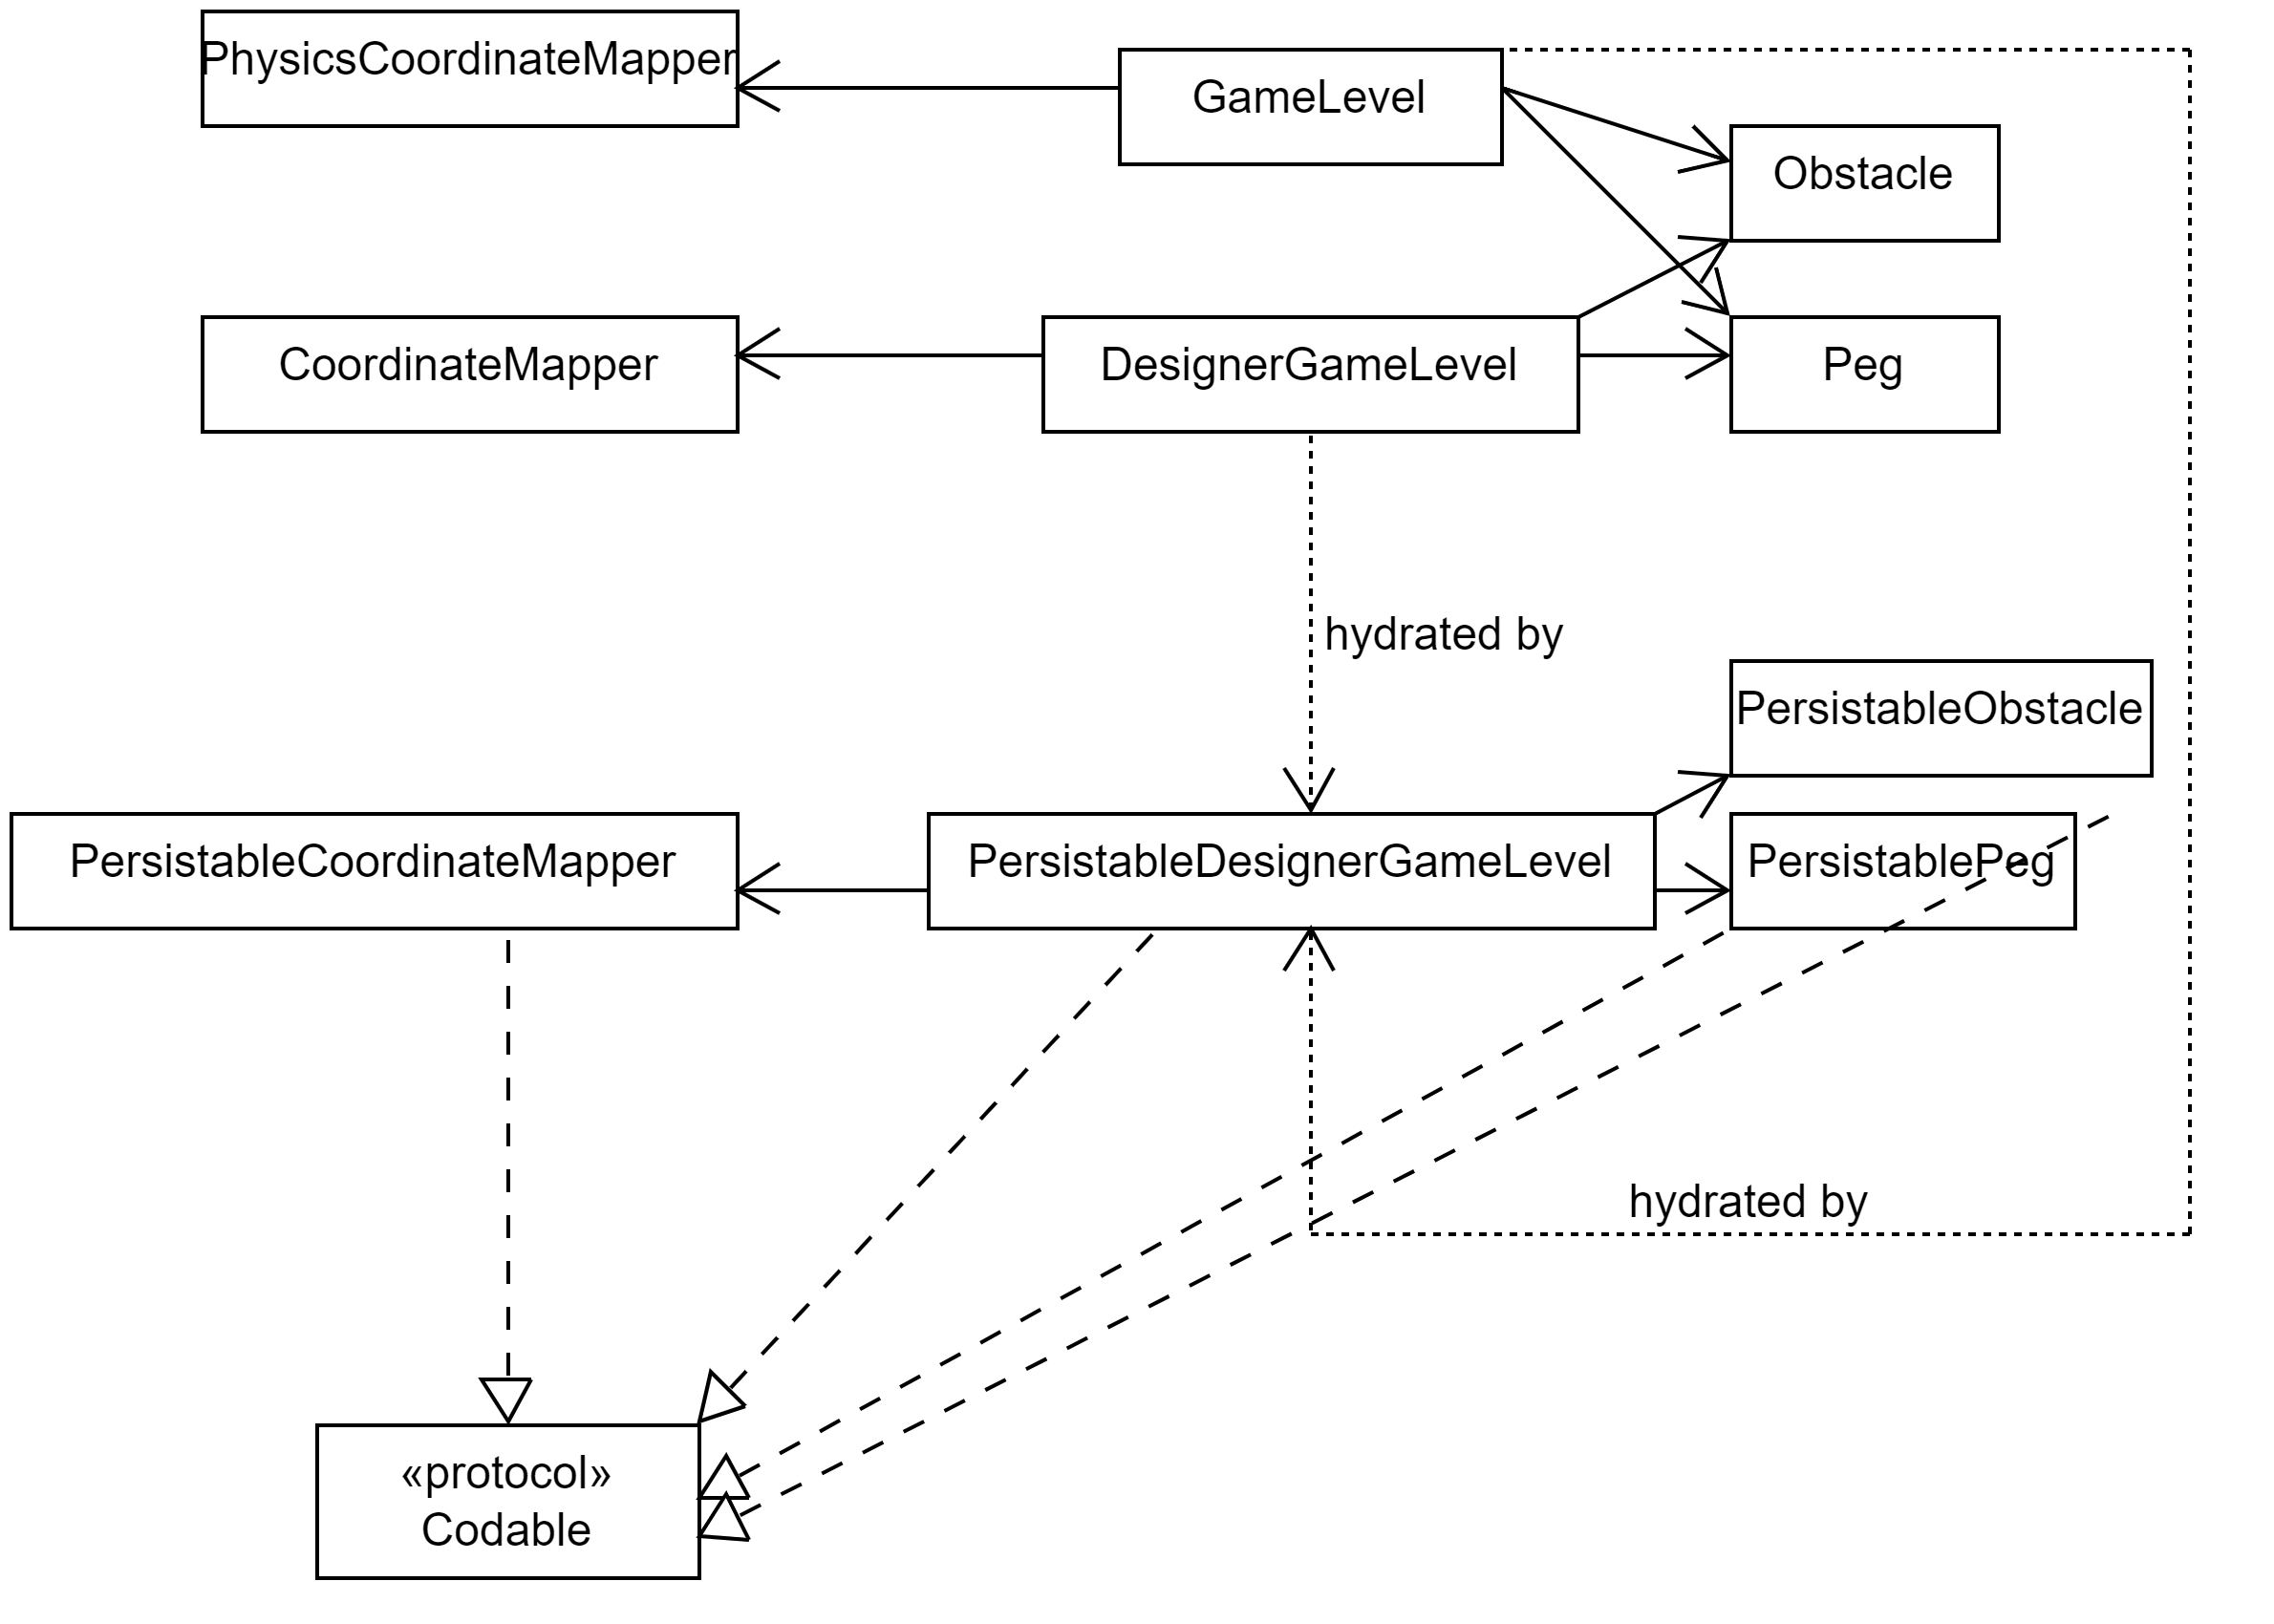 PhysicsCoordinateMapper
GameLevel
Obstacle
CoordinateMapper
DesignerGameLevel
Peg
hydrated by
PersistableObstacle
PersistableCoordinateMapper
PersistableDesignerGameLevel
PersistablePeg
hydrated by
«protocol»
Codable